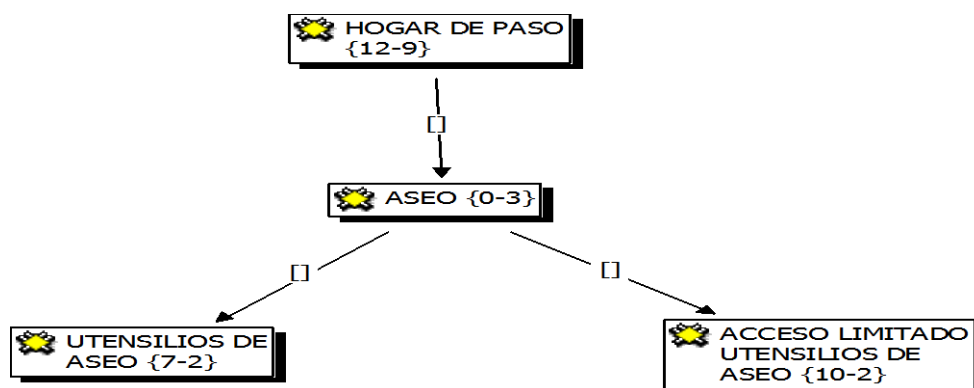 HOGAR DE PASO
{12-9}
[]
ASEO {0-3}
[]
[]
UTENSILIOS DE
ASEO {7-2}
ACCESO LIMITADO
UTENSILIOS DE
ASEO {10-2}